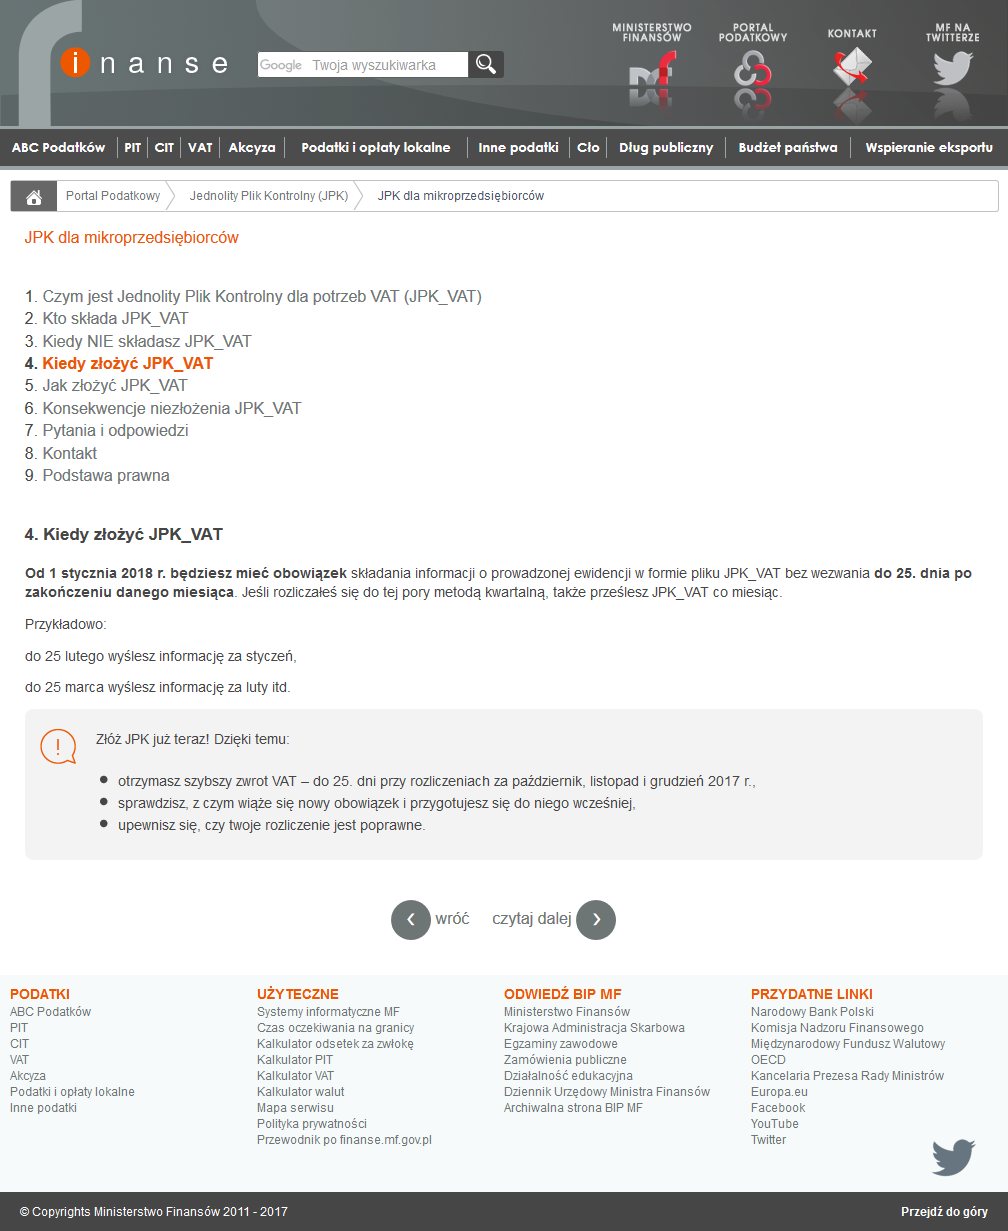 finanse
Google Twoja wyszukiwarka
MINISTERSTWO
FINANSÓW
PORTAL
PODATKOWY
KONTAKT
MF NA
TWITTERZE
ABC Podatków PIT CIT VAT Akcyza Podatki i opłaty lokalne Inne podatki Cło Dług publiczny Budżet państwa Wspieranie eksportu
Portal Podatkowy Jednolity Plik Kontrolny (JPK) JPK dla mikroprzedsiębiorców
JPK dla mikroprzedsiębiorców
1. Czym jest Jednolity Plik Kontrolny dla potrzeb VAT (JPK_VAT)
2. Kto składa JPK_VAT
3. Kiedy NIE składasz JPK_VAT
4. Kiedy złożyć JPK_VAT
5. Jak złożyć JPK_VAT
6. Konsekwencje niezłożenia JPK_VAT
7. Pytania i odpowiedzi
8. Kontakt
9. Podstawa prawna
4. Kiedy złożyć JPK_VAT
Od 1 stycznia 2018 r. będziesz mieć obowiązek składania informacji o prowadzonej ewidencji w formie pliku JPK_VAT bez wezwania do 25. dnia po
zakończeniu danego miesiąca. Jeśli rozliczałeś się do tej pory metodą kwartalną, także prześlesz JPK_VAT co miesiąc.
Przykładowo:
do 25 lutego wyślesz informację za styczeń,
do 25 marca wyślesz informację za luty itd.
Złóż JPK już teraz! Dzięki temu:
• otrzymasz szybszy zwrot VAT – do 25. dni przy rozliczeniach za październik, listopad i grudzień 2017 r.,
• sprawdzisz, z czym wiąże się nowy obowiązek i przygotujesz się do niego wcześniej,
• upewnisz się, czy twoje rozliczenie jest poprawne.
wróć czytaj dalej
PODATKI
ABC Podatków
PIT
CIT
VAT
Akcyza
Podatki i opłaty lokalne
Inne podatki
UŻYTECZNE
Systemy informatyczne MF
Czas oczekiwania na granicy
Kalkulator odsetek za zwłokę
Kalkulator PIT
Kalkulator VAT
Kalkulator walut
Mapa serwisu
Polityka prywatności
Przewodnik po finanse.mf.gov.pl
ODWIEDŹ BIP MF
Ministerstwo Finansów
Krajowa Administracja Skarbowa
Egzaminy zawodowe
Zamówienia publiczne
Działalność edukacyjna
Dziennik Urzędowy Ministra Finansów
Archiwalna strona BIP MF
PRZYDATNE LINKI
Narodowy Bank Polski
Komisja Nadzoru Finansowego
Międzynarodowy Fundusz Walutowy
OECD
Kancelaria Prezesa Rady Ministrów
Europa.eu
Facebook
YouTube
Twitter
© Copyrights Ministerstwo Finansów 2011 - 2017
Przejdź do góry